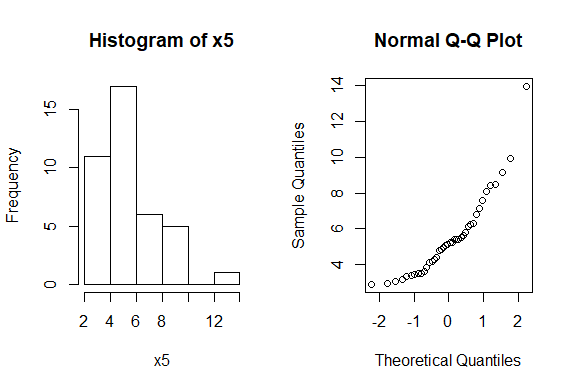 Histogram of x5
Frequency
0 5 10 15
2 4 6 8 12
x5
Normal Q-Q Plot
Sample Quantiles
4 6 8 10 12 14
-2 -1 0 1 2
Theoretical Quantiles